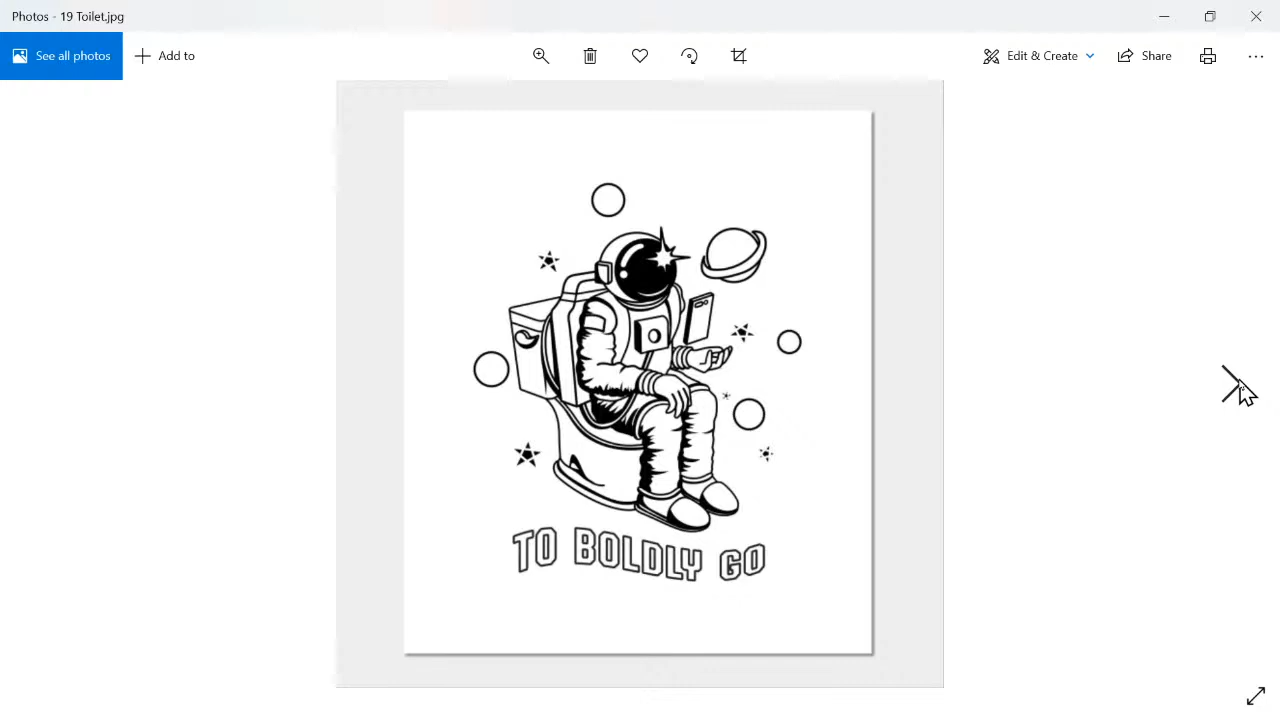 Photos - 19 Toilet.jpg
See all photos
Add to
Edit & Create
Share
TO BOLDLY GO